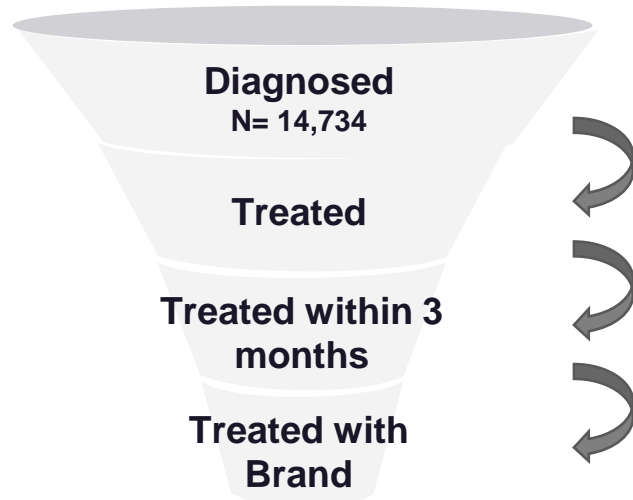 Diagnosed
N= 14,734
Treated
Treated within 3
months
Treated with
Brand